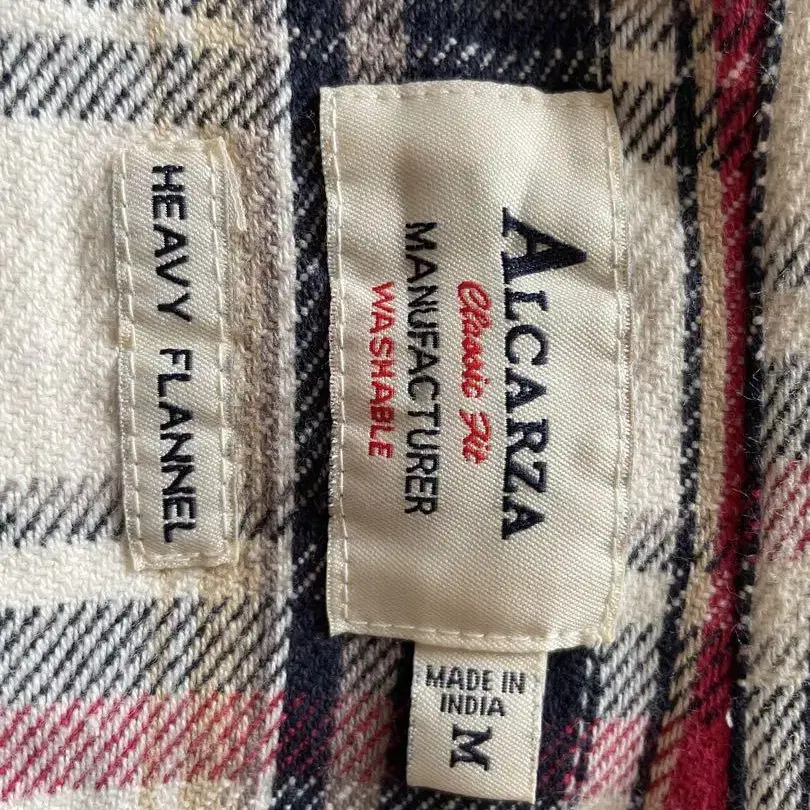 ALCARZA
Classic Fit
MANUFACTURER
WASHABLE
HEAVY FLANNEL
MADE IN
INDIA
M